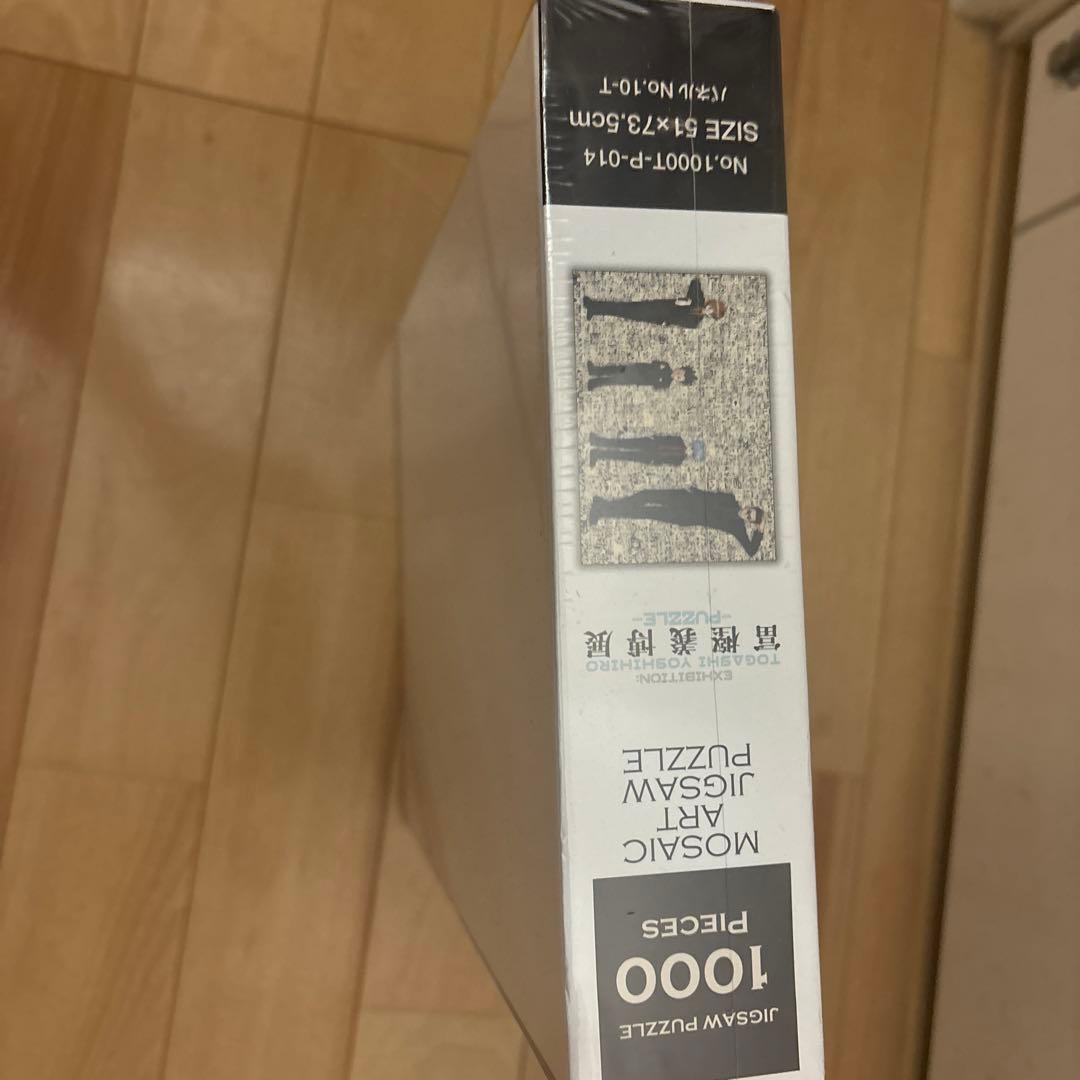 JIGSAW PUZZLE
1000
PIECES
MOSAIC
ART
JIGSAW
PUZZLE
EXHIBITION:
TOGASHI YOSHIHIRO
冨樫義博展
-PUZZLE-
No.1000T-P-014
SIZE 51×73.5cm
パネル No.10-T